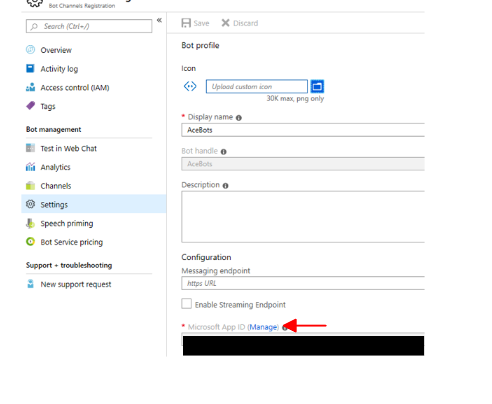 Bot Channels Registration
Search (Ctrl+/)
«
Overview
Activity log
Access control (IAM)
Tags
Bot management
Test in Web Chat
Analytics
Channels
Settings
Speech priming
Bot Service pricing
Support + troubleshooting
New support request
Save Discard
Bot profile
Icon
Upload custom icon
30K max, png only
* Display name
AceBots
Bot handle
AceBots
Description
Configuration
Messaging endpoint
https URL
Enable Streaming Endpoint
* Microsoft App ID (Manage)